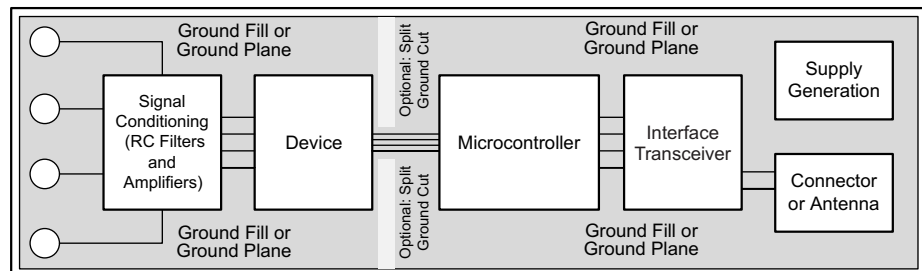 Ground Fill or
Ground Plane
Optional: Split
Ground Cut
Ground Fill or
Ground Plane
Supply
Generation
Signal
Conditioning
(RC Filters
and
Amplifiers)
Device
Microcontroller
Interface
Transceiver
Connector
or Antenna
Ground Fill or
Ground Plane
Optional: Split
Ground Cut
Ground Fill or
Ground Plane